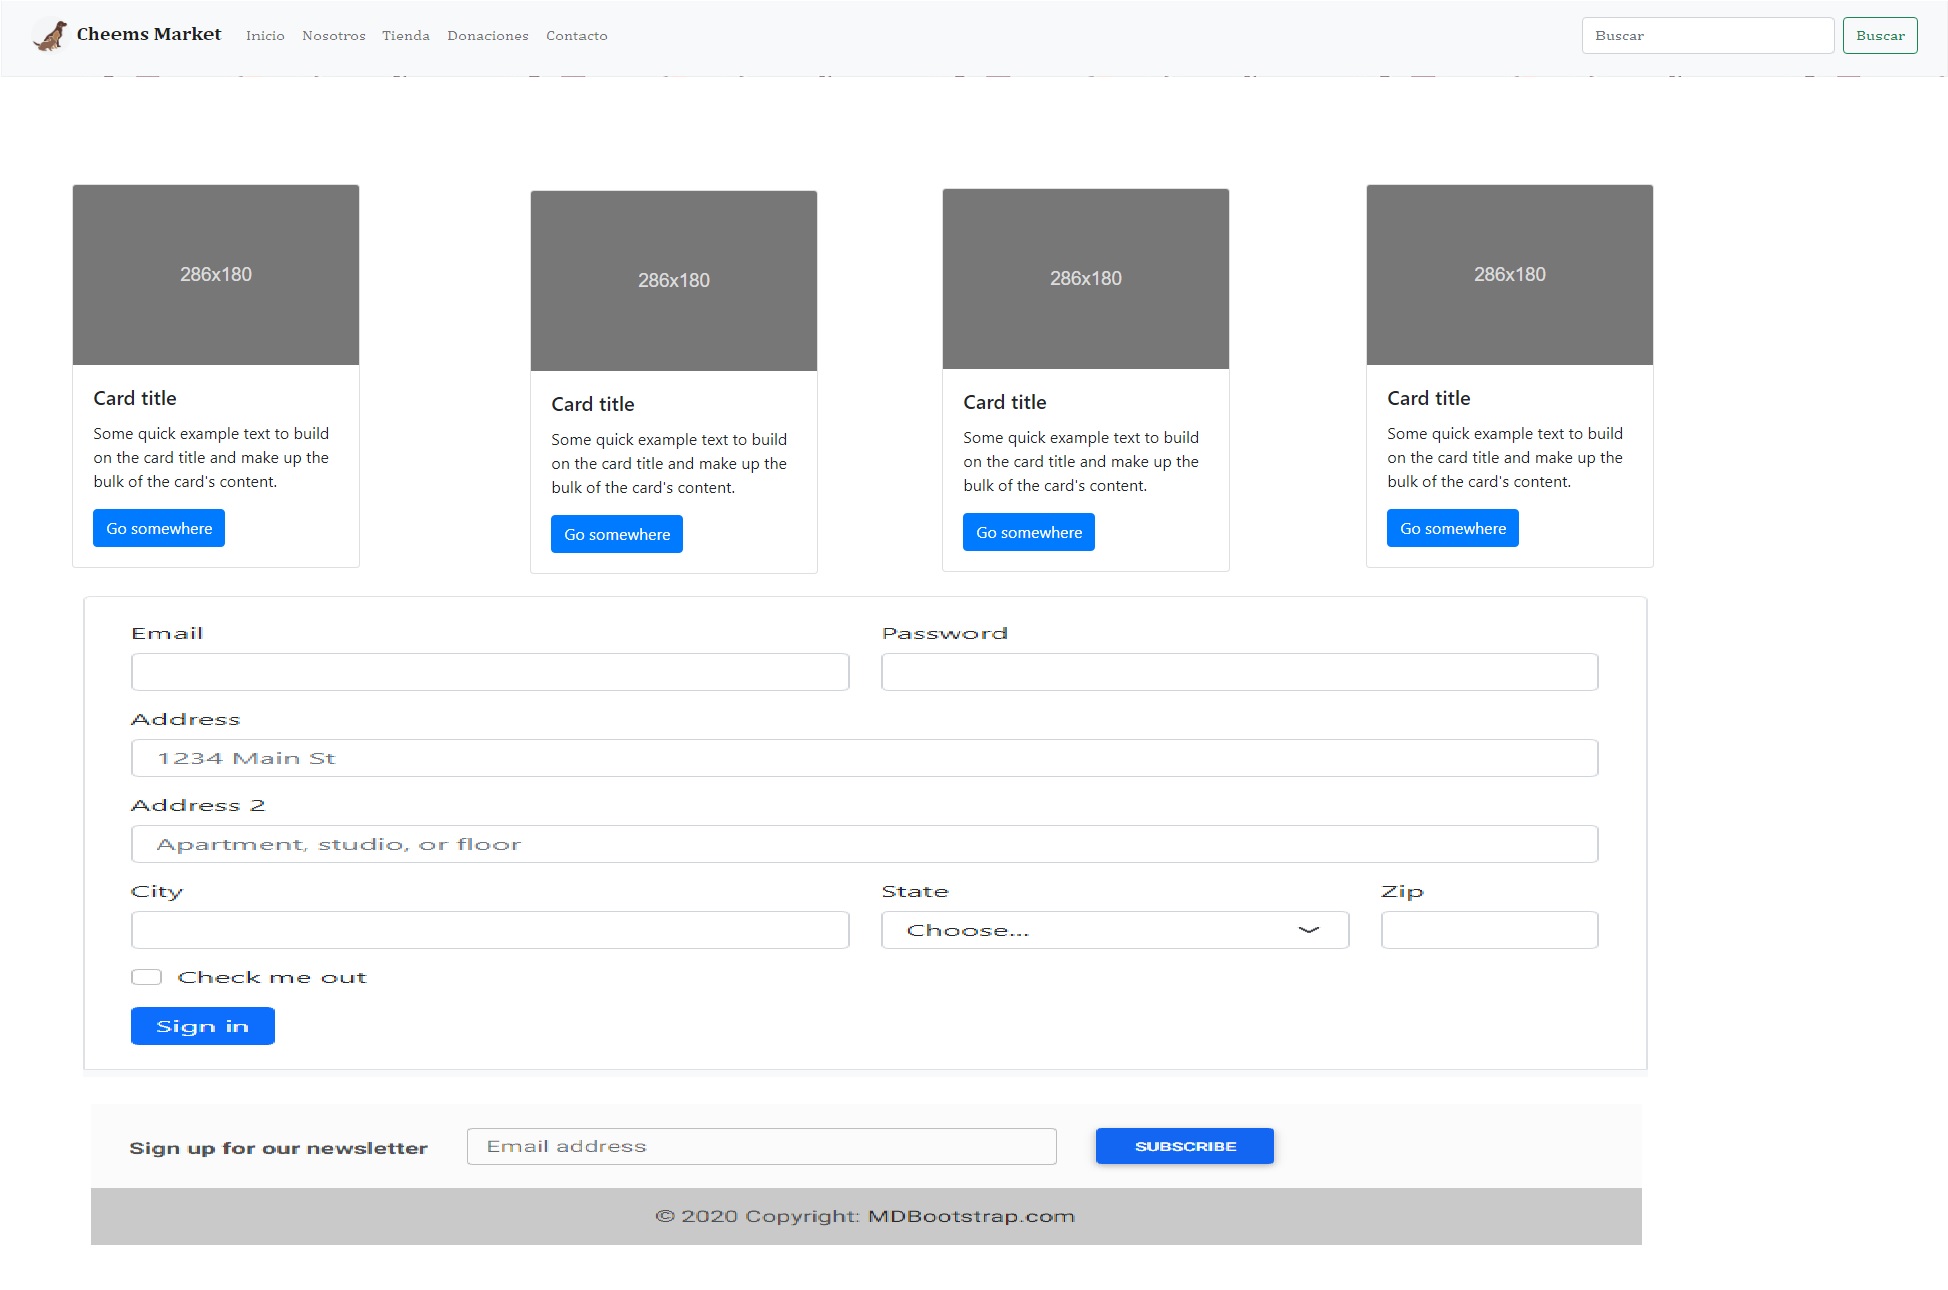 Cheems Market Inicio Nosotros Tienda Donaciones Contacto Buscar Buscar
286x180
Card title
Some quick example text to build
on the card title and make up the
bulk of the card's content.
Go somewhere
286x180
Card title
Some quick example text to build
on the card title and make up the
bulk of the card's content.
Go somewhere
286x180
Card title
Some quick example text to build
on the card title and make up the
bulk of the card's content.
Go somewhere
286x180
Card title
Some quick example text to build
on the card title and make up the
bulk of the card's content.
Go somewhere
Email Password
Address
1234 Main St
Address 2
Apartment, studio, or floor
City State Zip
Choose...
Check me out
Sign in
Sign up for our newsletter Email address SUBSCRIBE
© 2020 Copyright: MDBootstrap.com